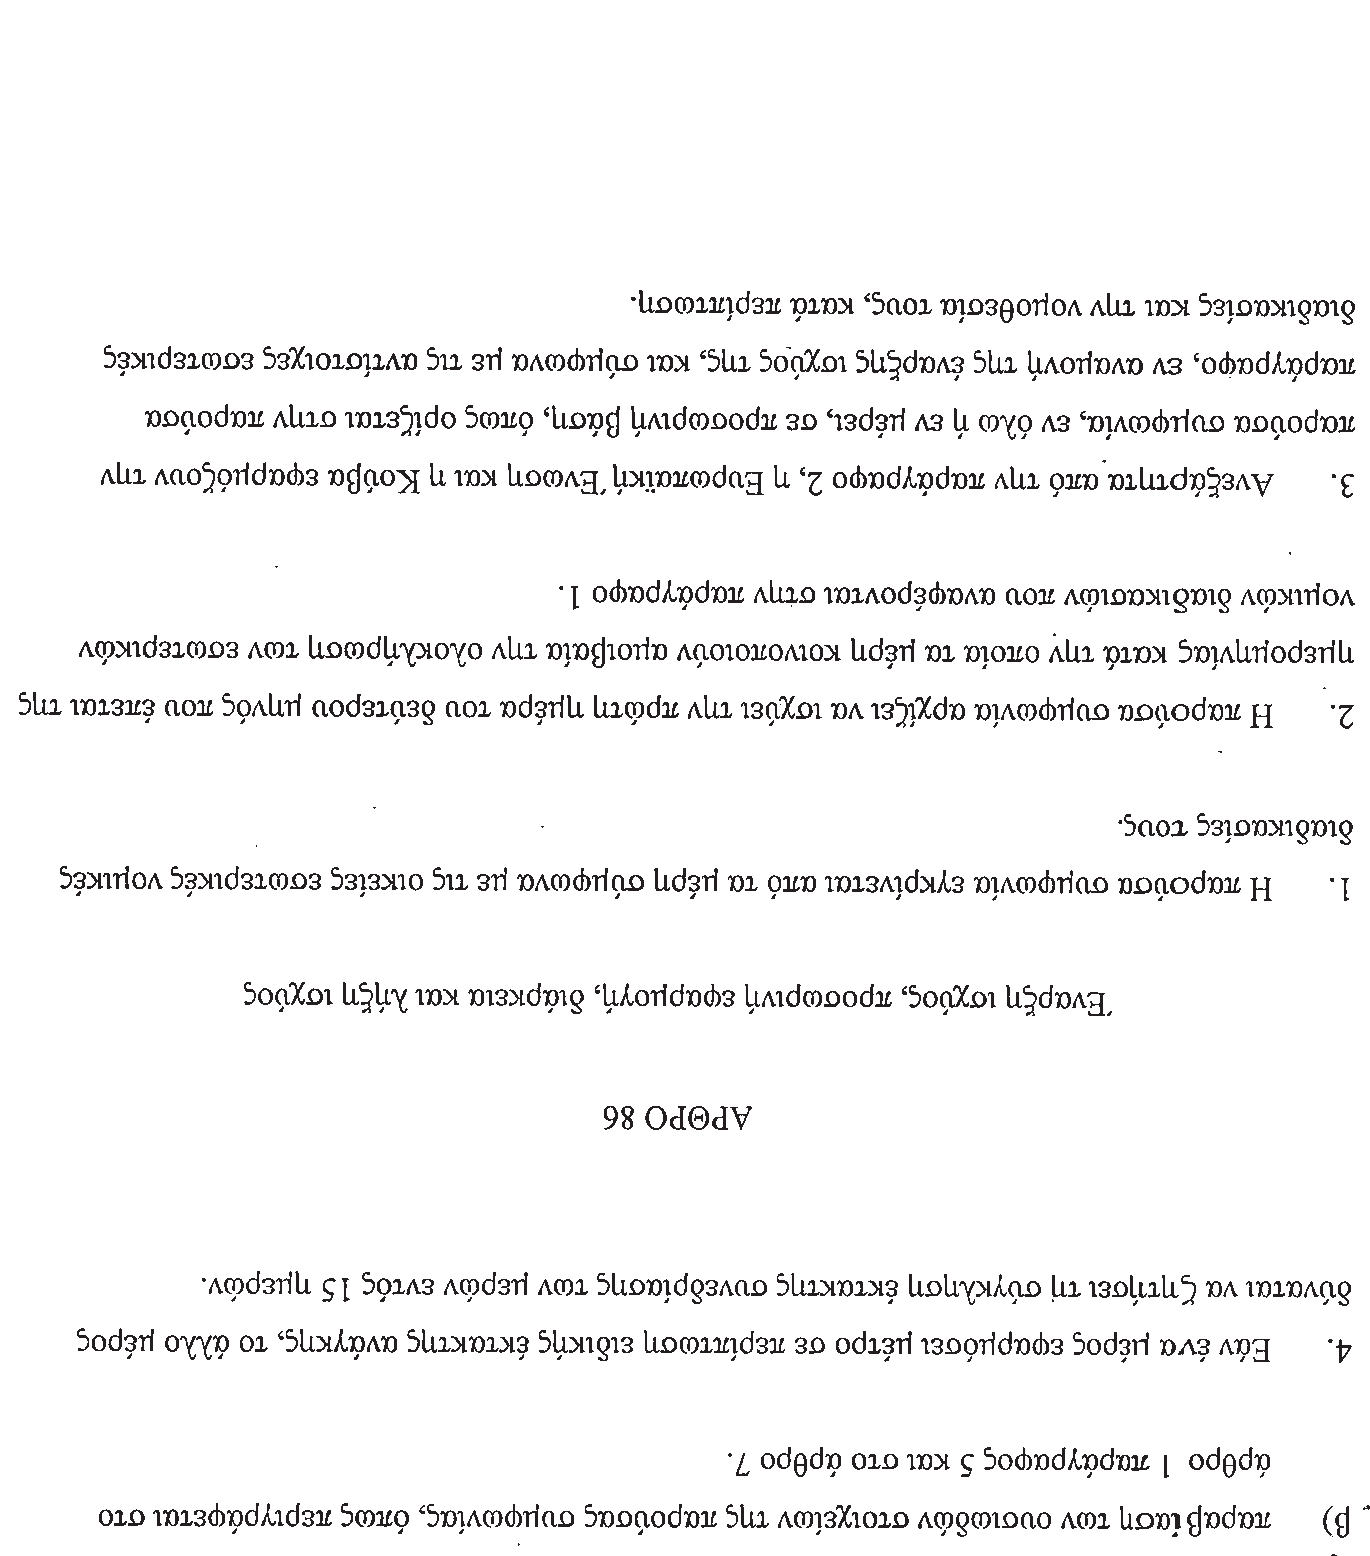 β) παραβίαση των ουσιωδών στοιχείων της παρούσας συμφωνίας, όπως περιγράφεται στο
άρθρο 1 παράγραφος 5 και στο άρθρο 7.
4. Εάν ένα μέρος εφαρμόσει μέτρο σε περίπτωση ειδικής έκτακτης ανάγκης, το άλλο μέρος
δύναται να ζητήσει τη σύγκληση έκτακτης συνεδρίασης των μερών εντός 15 ημερών.
ΑΡΘΡΟ 86
Έναρξη ισχύος, προσωρινή εφαρμογή, διάρκεια και λήξη ισχύος
1. Η παρούσα συμφωνία εγκρίνεται από τα μέρη σύμφωνα με τις οικείες εσωτερικές νομικές
διαδικασίες τους.
2. Η παρούσα συμφωνία αρχίζει να ισχύει την πρώτη ημέρα του δεύτερου μηνός που έπεται της
ημερομηνίας κατά την οποία τα μέρη κοινοποιούν αμοιβαία την ολοκλήρωση των εσωτερικών
νομικών διαδικασιών που αναφέρονται στην παράγραφο 1.
3. Ανεξάρτητα από την παράγραφο 2, η Ευρωπαϊκή Ένωση και η Κούβα εφαρμόζουν την
παρούσα συμφωνία, εν όλω ή εν μέρει, σε προσωρινή βάση, όπως ορίζεται στην παρούσα
παράγραφο, εν αναμονή της έναρξης ισχύος της, και σύμφωνα με τις αντίστοιχες εσωτερικές
διαδικασίες και την νομοθεσία τους, κατά περίπτωση.